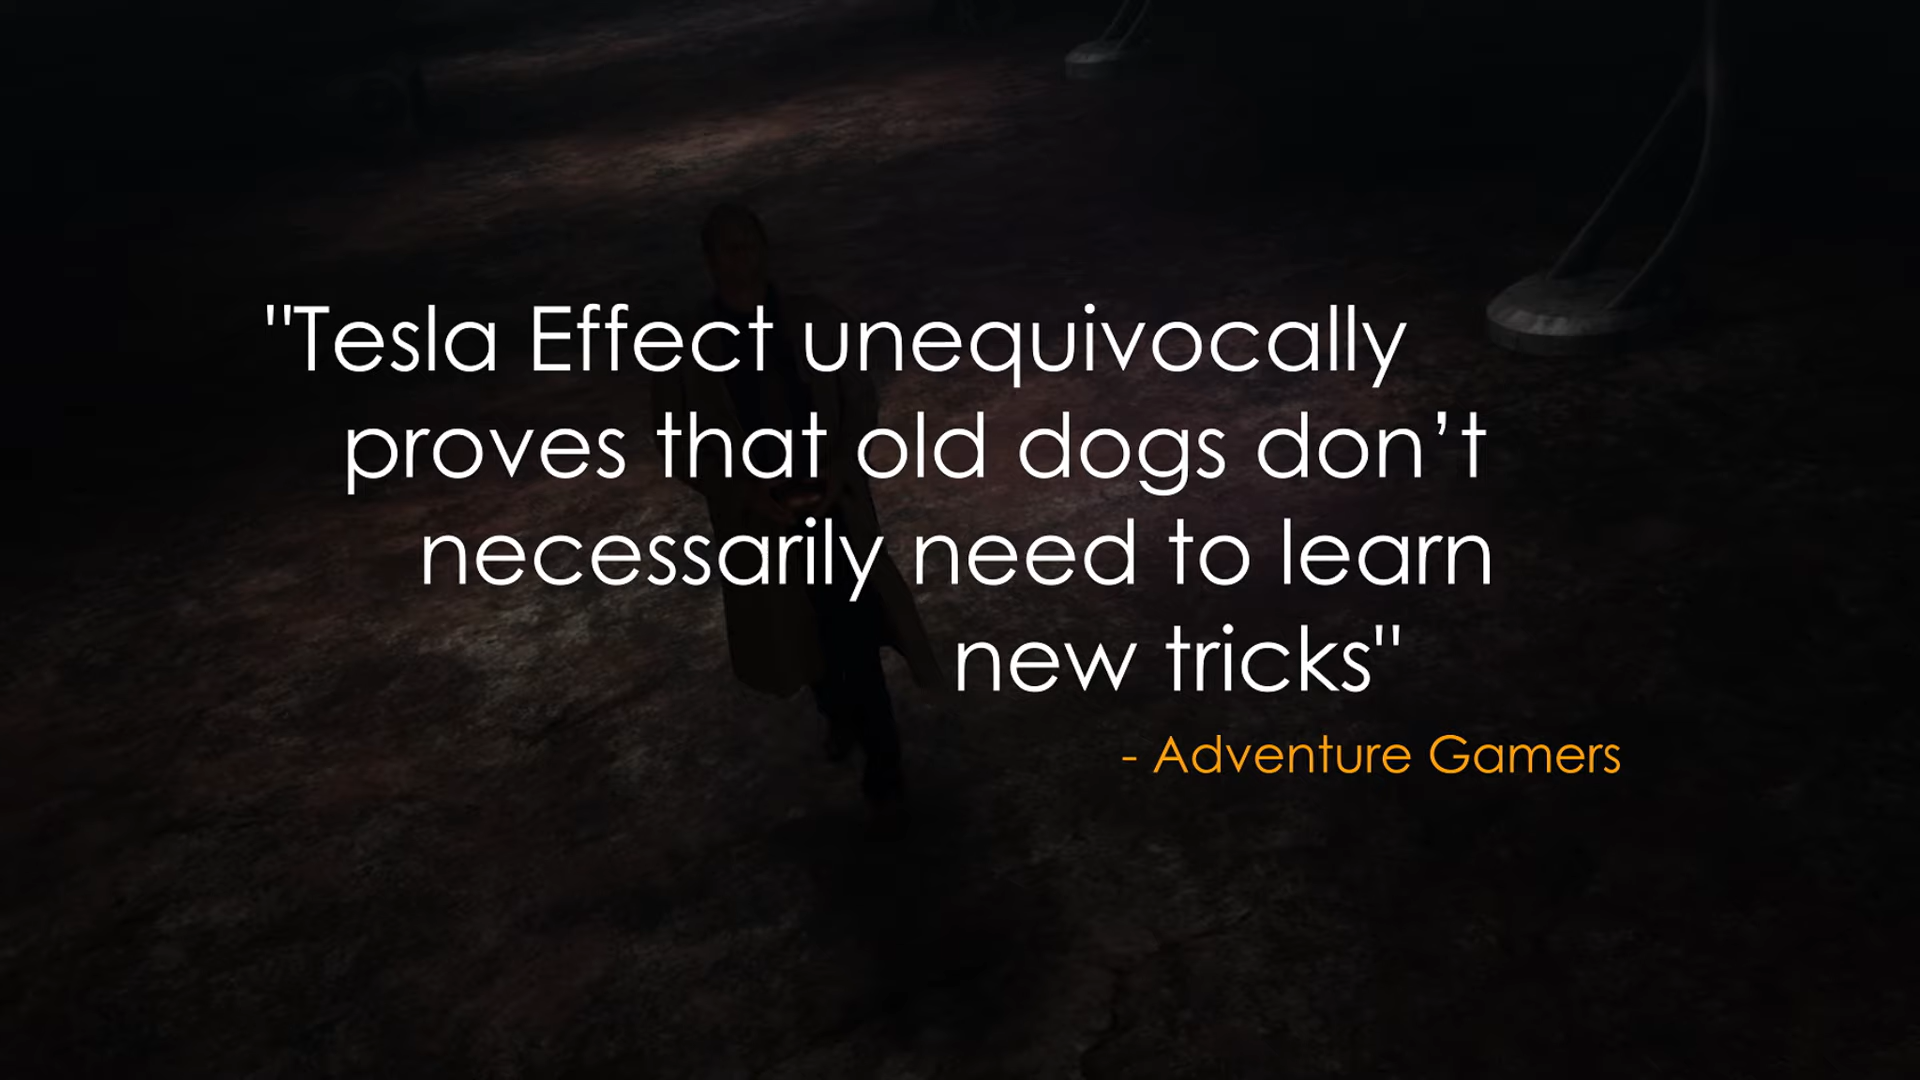 "Tesla Effect unequivocally
proves that old dogs don’t
necessarily need to learn
new tricks"
- Adventure Gamers